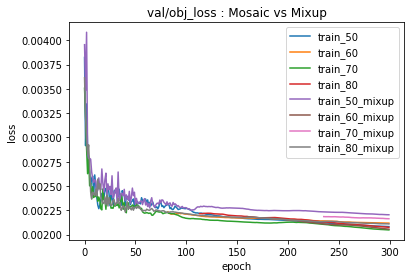 val/obj_loss : Mosaic vs Mixup
loss
0.00400
0.00375
0.00350
0.00325
0.00300
0.00275
0.00250
0.00225
0.00200
train_50
train_60
train_70
train_80
train_50_mixup
train_60_mixup
train_70_mixup
train_80_mixup
0 50 100 150 200 250 300
epoch